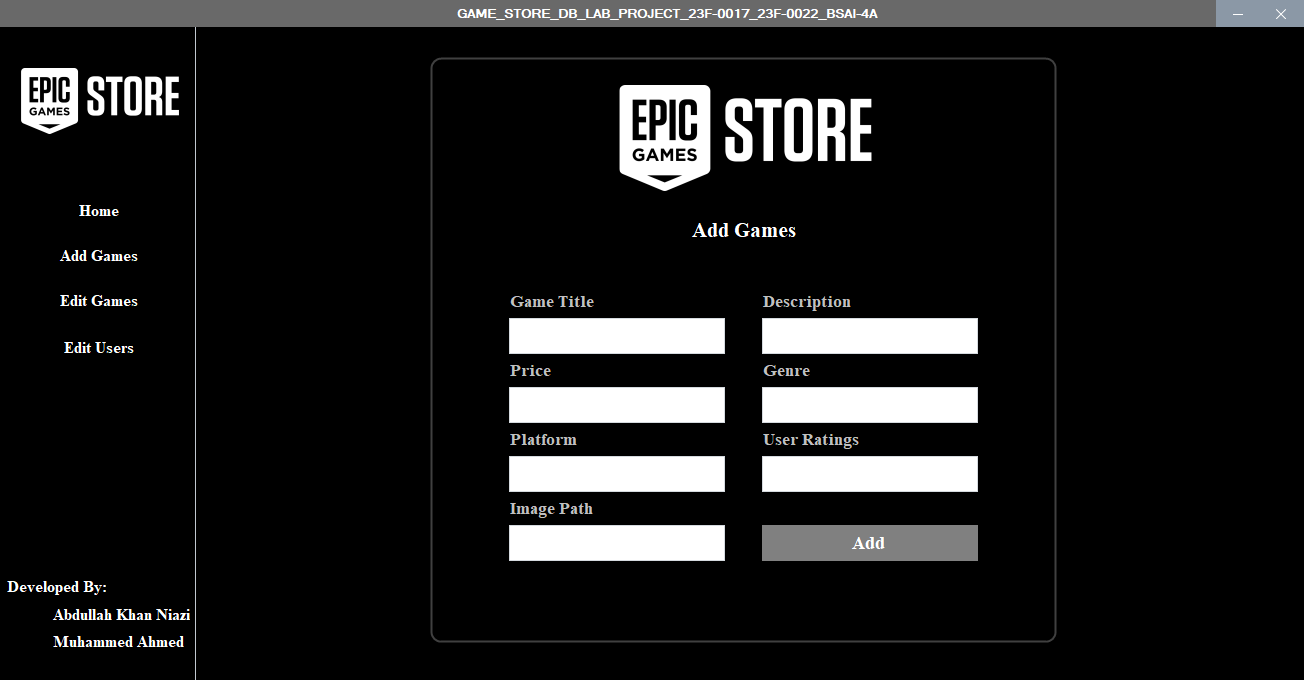 GAME_STORE_DB_LAB_PROJECT_23F-0017_23F-0022_BSAI-4A
EPIC GAMES STORE
Home
Add Games
Edit Games
Edit Users
Developed By:
Abdullah Khan Niazi
Muhammed Ahmed
EPIC GAMES STORE
Add Games
Game Title Description
Price Genre
Platform User Ratings
Image Path
Add